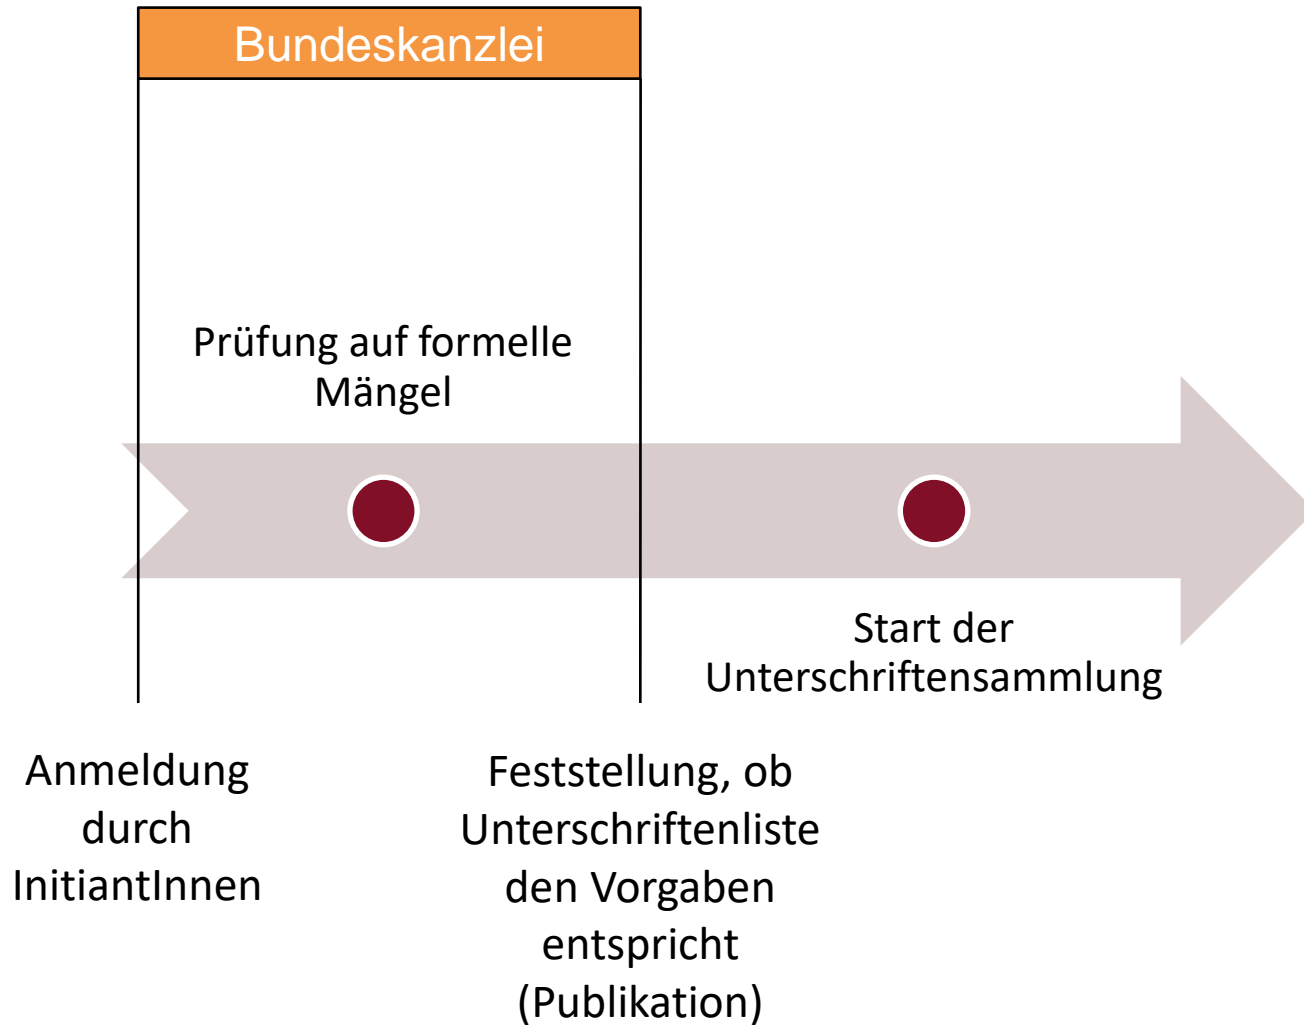 Bundeskanzlei
Prüfung auf formelle
Mängel
Start der
Unterschriftensammlung
Anmeldung
durch
InitiantInnen
Feststellung, ob
Unterschriftenliste
den Vorgaben
entspricht
(Publikation)